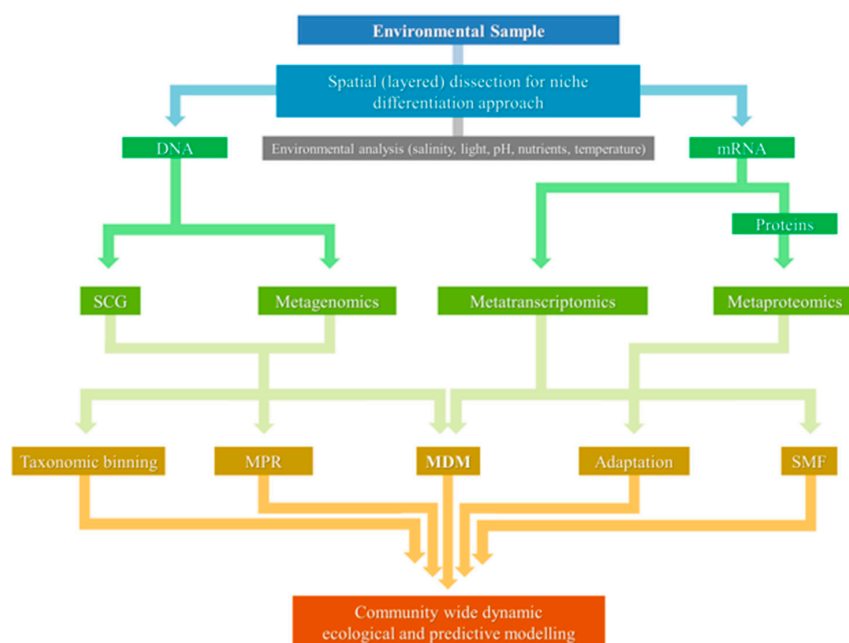 Environmental Sample
Spatial (layered) dissection for niche
differentiation approach
DNA
Environmental analysis (salinity, light, pH, nutrients, temperature)
mRNA
Proteins
SCG
Metagenomics
Metatranscriptomics
Metaproteomics
Taxonomic binning
MPR
MDM
Adaptation
SMF
Community wide dynamic
ecological and predictive modelling